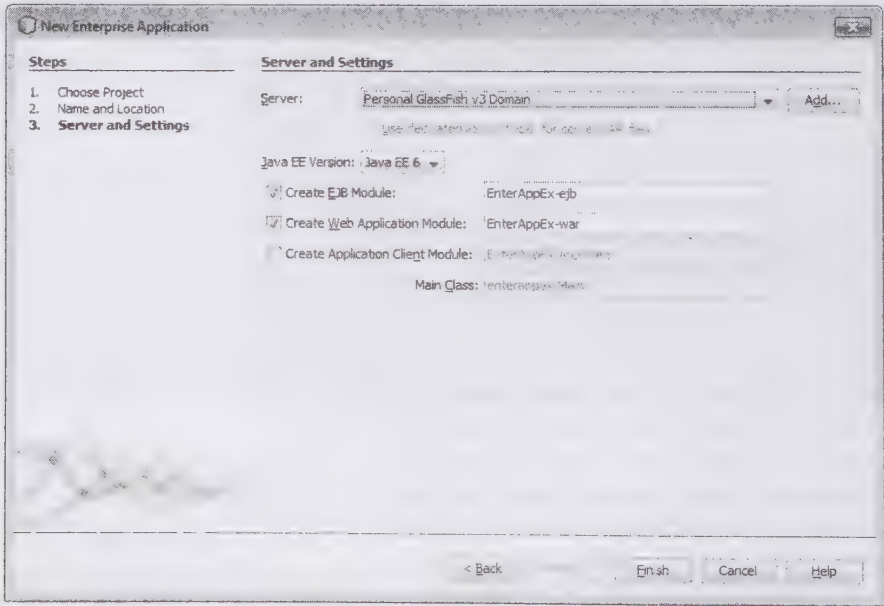 New Enterprise Application
Steps
1. Choose Project
2. Name and Location
3. Server and Settings
Server and Settings
Server: Personal GlassFish v3 Domain Add...
Java EE Version: Java EE 6
Create EJB Module: EnterAppEx-ejb
Create Web Application Module: EnterAppEx-war
Create Application Client Module:
Main Class:
< Back Finish Cancel Help